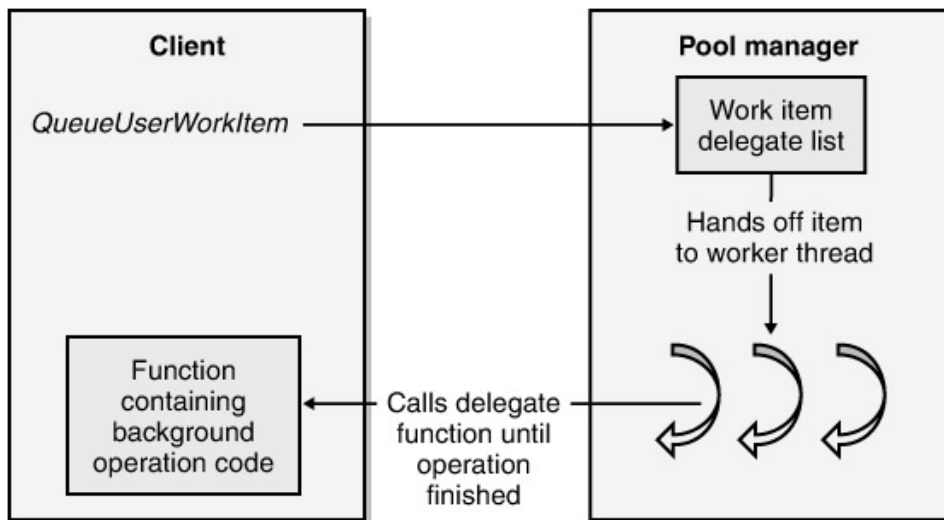 Client
QueueUserWorkItem
Pool manager
Work item
delegate list
Hands off item
to worker thread
Function
containing
background
operation code
Calls delegate
function until
operation
finished